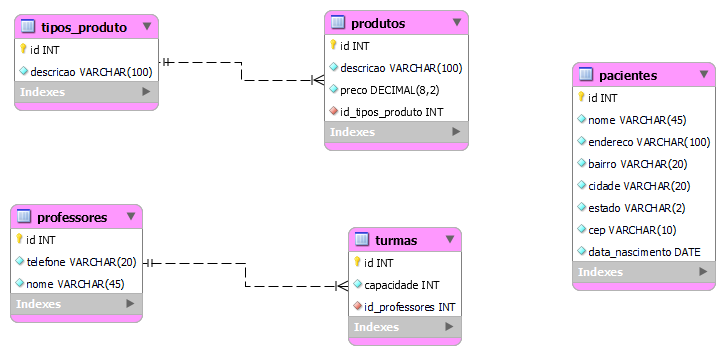 tipos_produto
id INT
descricao VARCHAR(100)
Indexes
produtos
id INT
descricao VARCHAR(100)
preco DECIMAL(8,2)
id_tipos_produto INT
Indexes
pacientes
id INT
nome VARCHAR(45)
endereco VARCHAR(100)
bairro VARCHAR(20)
cidade VARCHAR(20)
estado VARCHAR(2)
cep VARCHAR(10)
data_nascimento DATE
Indexes
professores
id INT
telefone VARCHAR(20)
nome VARCHAR(45)
Indexes
turmas
id INT
capacidade INT
id_professores INT
Indexes